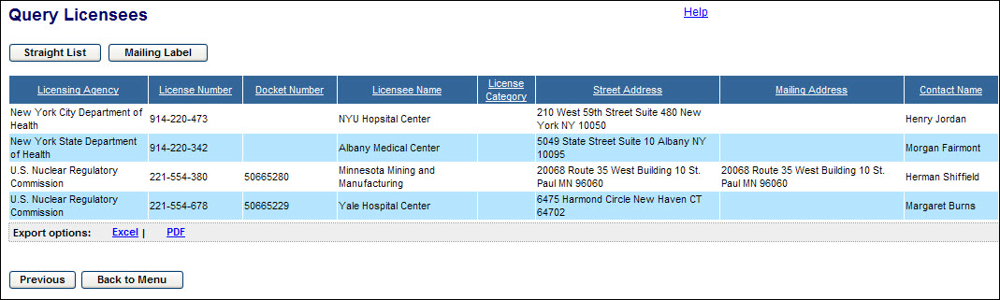 Query Licensees
Help
Straight List
Mailing Label
Licensing Agency
License Number
Docket Number
Licensee Name
License
Category
Street Address
Mailing Address
Contact Name
New York City Department of
Health
914-220-473
NYU Hopsital Center
210 West 59th Street Suite 480 New
York NY 10050
Henry Jordan
New York State Department
of Health
914-220-342
Albany Medical Center
5049 State Street Suite 10 Albany NY
10095
Morgan Fairmont
U.S. Nuclear Regulatory
Commission
221-554-380
50665280
Minnesota Mining and
Manufacturing
20068 Route 35 West Building 10 St.
Paul MN 96060
20068 Route 35 West Building 10 St.
Paul MN 96060
Herman Shiffield
U.S. Nuclear Regulatory
Commission
221-554-678
50665229
Yale Hospital Center
6475 Harmond Circle New Haven CT
64702
Margaret Burns
Export options: Excel | PDF
Previous
Back to Menu